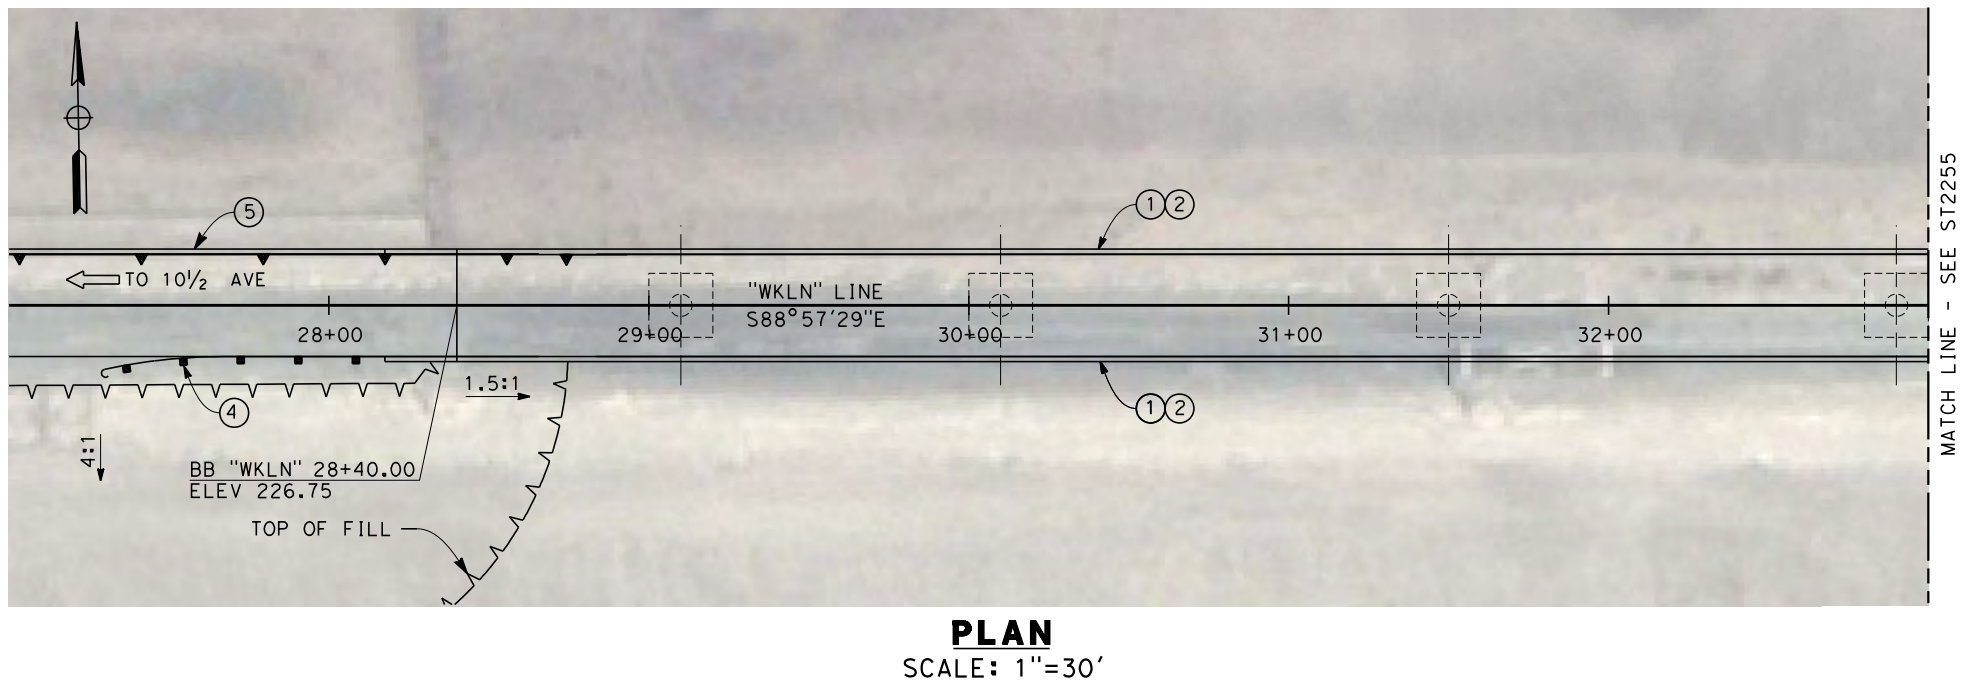 5
1 2
TO 10½ AVE
"WKLN" LINE
S88°57'29"E
28+00
29+00
30+00
31+00
32+00
1.5:1
4
1 2
4:1
BB "WKLN" 28+40.00
ELEV 226.75
TOP OF FILL
MATCH LINE - SEE ST2255
PLAN
SCALE: 1"=30'